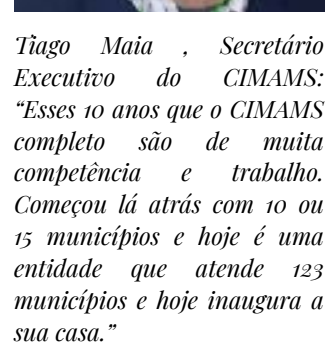 Tiago Maia , Secretário
Executivo do CIMAMS:
“Esses 10 anos que o CIMAMS
completo são de muita
competência e trabalho.
Começou lá atrás com 10 ou
15 municípios e hoje é uma
entidade que atende 123
municípios e hoje inaugura a
sua casa.”